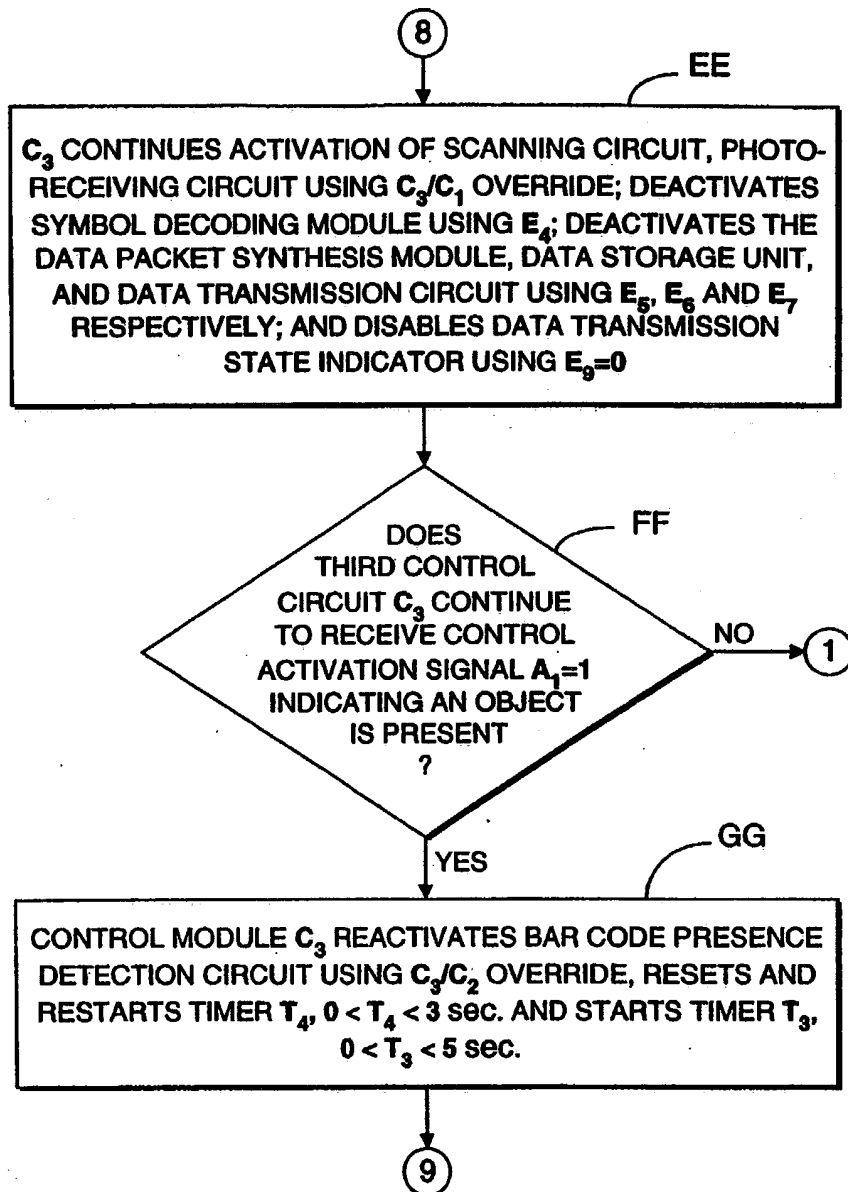 8
EE
C₃ CONTINUES ACTIVATION OF SCANNING CIRCUIT, PHOTO-
RECEIVING CIRCUIT USING C₃/C₁ OVERRIDE; DEACTIVATES
SYMBOL DECODING MODULE USING E₄; DEACTIVATES THE
DATA PACKET SYNTHESIS MODULE, DATA STORAGE UNIT,
AND DATA TRANSMISSION CIRCUIT USING E₅, E₆ AND E₇
RESPECTIVELY; AND DISABLES DATA TRANSMISSION
STATE INDICATOR USING E₉=0
FF
DOES
THIRD CONTROL
CIRCUIT C₃ CONTINUE
TO RECEIVE CONTROL
ACTIVATION SIGNAL A₁=1
INDICATING AN OBJECT
IS PRESENT
?
NO
1
YES
GG
CONTROL MODULE C₃ REACTIVATES BAR CODE PRESENCE
DETECTION CIRCUIT USING C₃/C₂ OVERRIDE, RESETS AND
RESTARTS TIMER T₄, 0 < T₄ < 3 sec. AND STARTS TIMER T₃,
0 < T₃ < 5 sec.
9